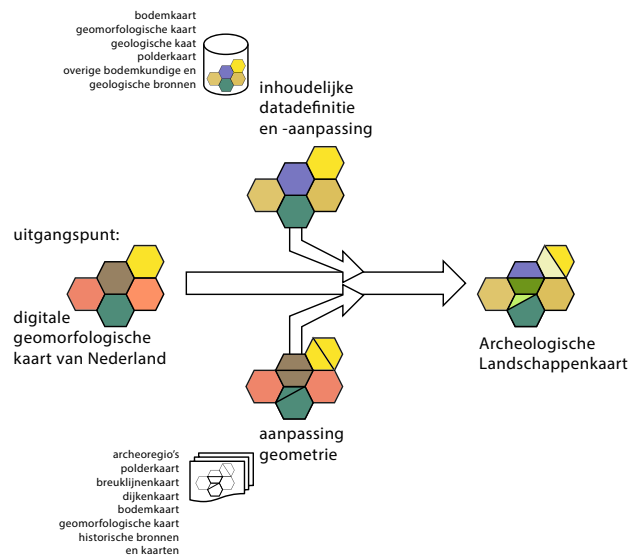 bodemkaart
geomorfologische kaart
geologische kaat
polderkaart
overige bodemkundige en
geologische bronnen
inhoudelijke
datadefinitie
en -aanpassing
uitgangspunt:
digitale
geomorfologische
kaart van Nederland
Archeologische
Landschappenkaart
aanpassing
geometrie
archeoregio's
polderkaart
breuklijnenkaart
dijkenkaart
bodemkaart
geomorfologische kaart
historische bronnen
en kaarten